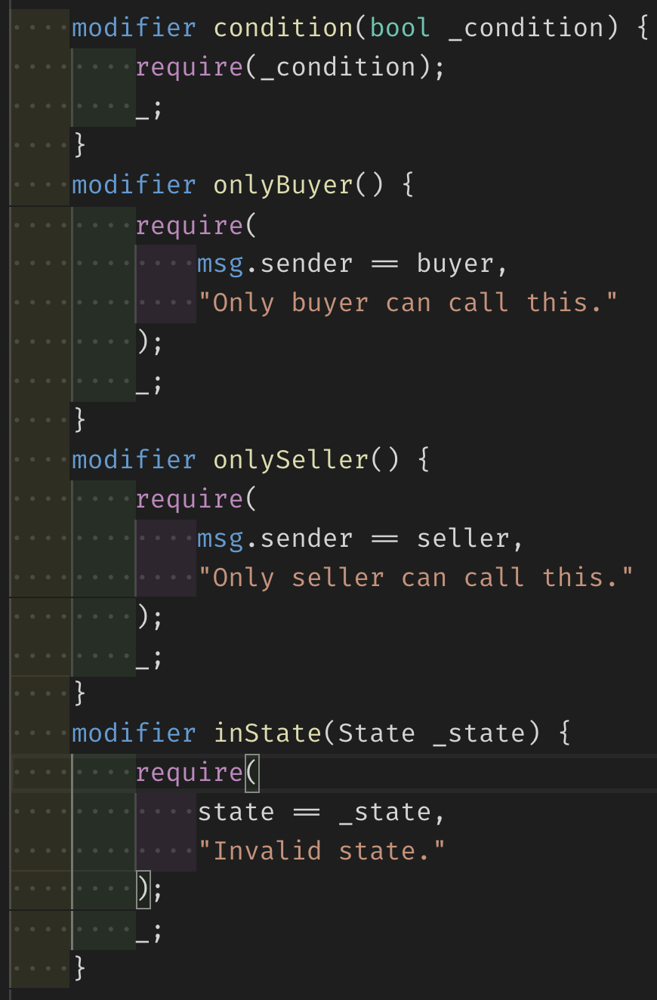 modifier condition(bool _condition) {
require(_condition);
_;
}
modifier onlyBuyer() {
require(
msg.sender == buyer,
"Only buyer can call this."
);
_;
}
modifier onlySeller() {
require(
msg.sender == seller,
"Only seller can call this."
);
_;
}
modifier inState(State _state) {
require(
state == _state,
"Invalid state."
);
_;
}